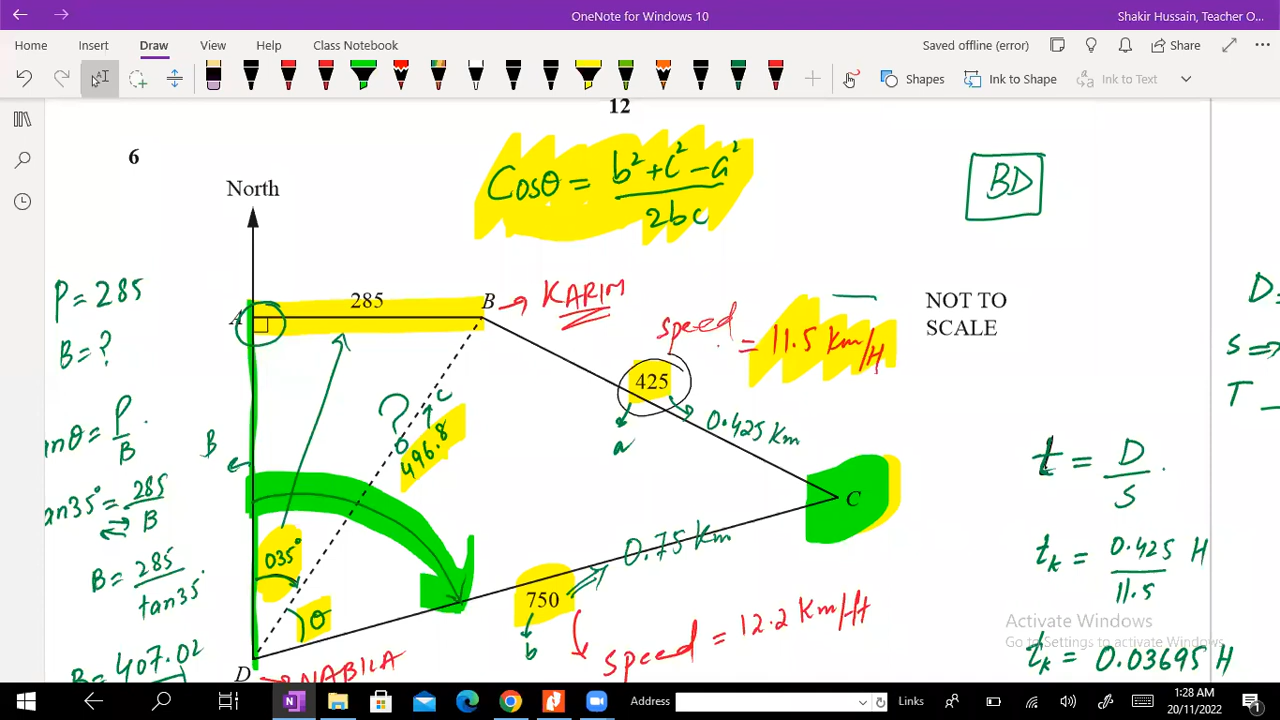 OneNote for Windows 10
Shakir Hussain, Teacher O...
Home Insert Draw View Help Class Notebook
Saved offline (error) Share
Shapes Ink to Shape Ink to Text
12
6
Cosθ = b² + c² - a² / 2bc
BD
North
P = 285
B = ?
A 285 B → KARIM
NOT TO
SCALE
speed = 11.5 Km/H
425
a
0.425 Km
? c
496.8
B
anθ = P/B
an35° = 285/B
B = 285/tan35
B = 407.02
035°
θ
C
0.75 Km
750
b
speed = 12.2 Km/H
D → NABILA
D=
S ⇒
T
t = D/S
tk = 0.425/11.5 H
tk = 0.03695 H
Activate Windows
Go to Settings to activate Windows.
Address Links
1:28 AM
20/11/2022